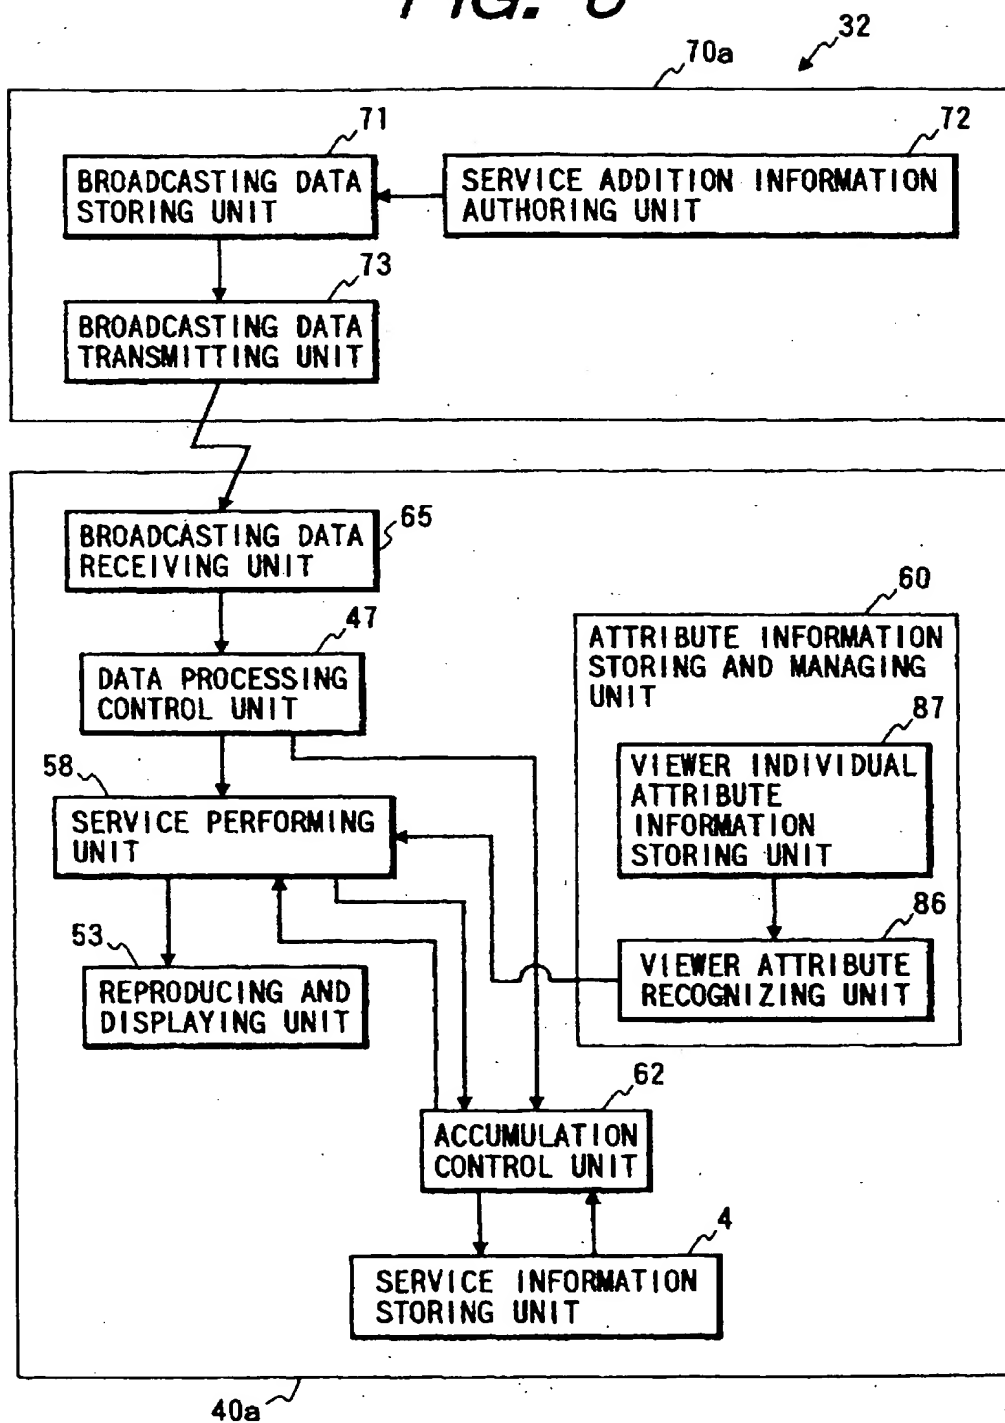 FIG. 6
32
70a
71
72
BROADCASTING DATA
STORING UNIT
SERVICE ADDITION INFORMATION
AUTHORING UNIT
73
BROADCASTING DATA
TRANSMITTING UNIT
BROADCASTING DATA
RECEIVING UNIT
65
60
47
ATTRIBUTE INFORMATION
STORING AND MANAGING
UNIT
DATA PROCESSING
CONTROL UNIT
87
58
VIEWER INDIVIDUAL
ATTRIBUTE
INFORMATION
STORING UNIT
SERVICE PERFORMING
UNIT
86
53
VIEWER ATTRIBUTE
RECOGNIZING UNIT
REPRODUCING AND
DISPLAYING UNIT
62
ACCUMULATION
CONTROL UNIT
4
SERVICE INFORMATION
STORING UNIT
40a